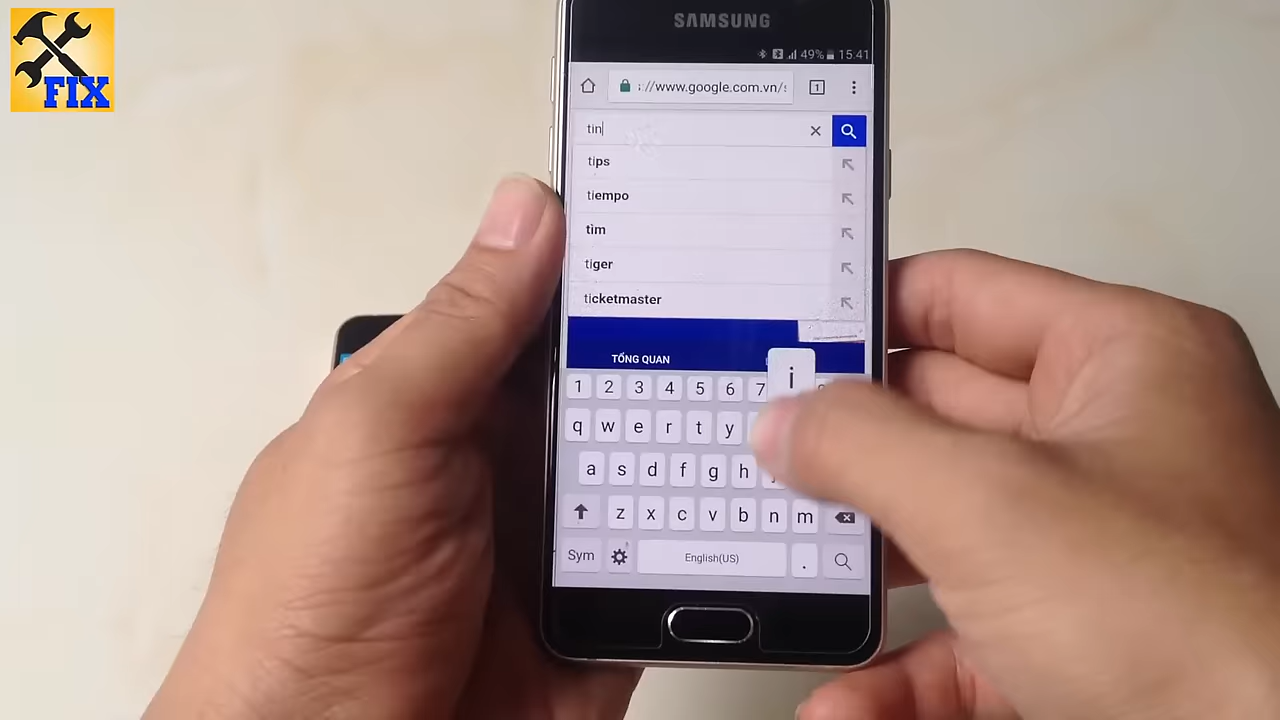 FIX
SAMSUNG
49% 15:41
://www.google.com.vn/s
1
tin
tips
tiempo
tim
tiger
ticketmaster
TỔNG QUAN
i
1 2 3 4 5 6 7
q w e r t y
a s d f g h
z x c v b n m
Sym English(US) .